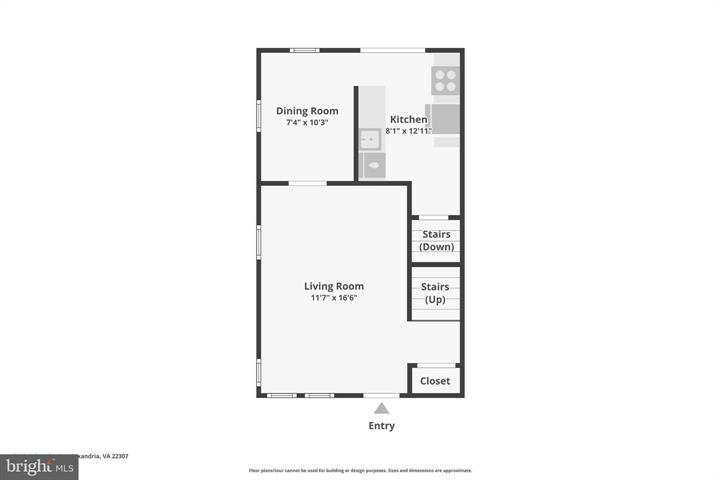 Dining Room
7'4" x 10'3"
Kitchen
8'1" x 12'11"
Stairs
(Down)
Living Room
11'7" x 16'6"
Stairs
(Up)
Closet
Entry
VA 22307
bright MLS
Floor plans/tour cannot be used for building or design purposes. Sizes and dimensions are approximate.